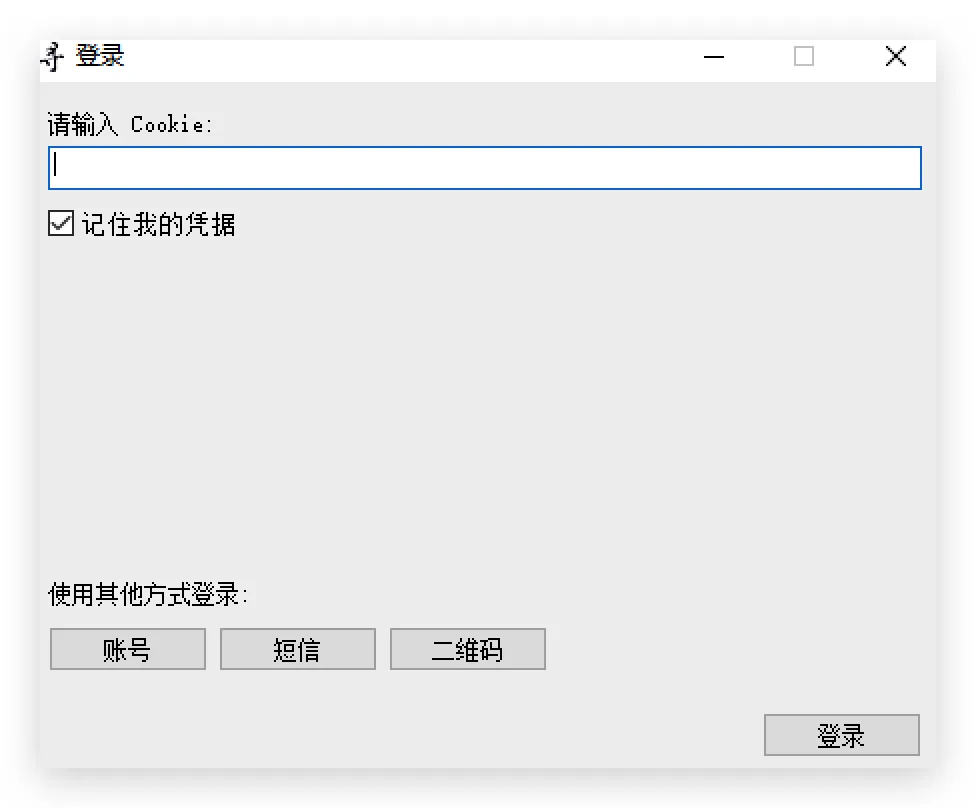 寻 登录
请输入 Cookie:
记住我的凭据
使用其他方式登录:
账号 短信 二维码
登录